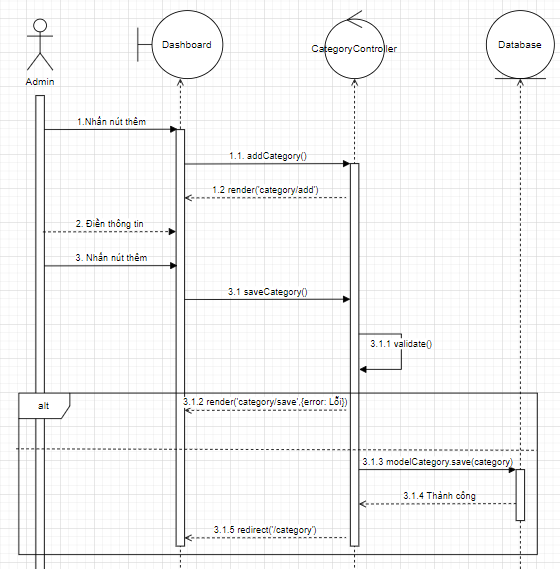 Dashboard
CategoryController
Database
Admin
1.Nhấn nút thêm
1.1. addCategory()
1.2 render('category/add')
2. Điền thông tin
3. Nhấn nút thêm
3.1 saveCategory()
3.1.1 validate()
alt
3.1.2 render('category/save',{error: Lỗi})
3.1.3 modelCategory.save(category)
3.1.4 Thành công
3.1.5 redirect('/category')